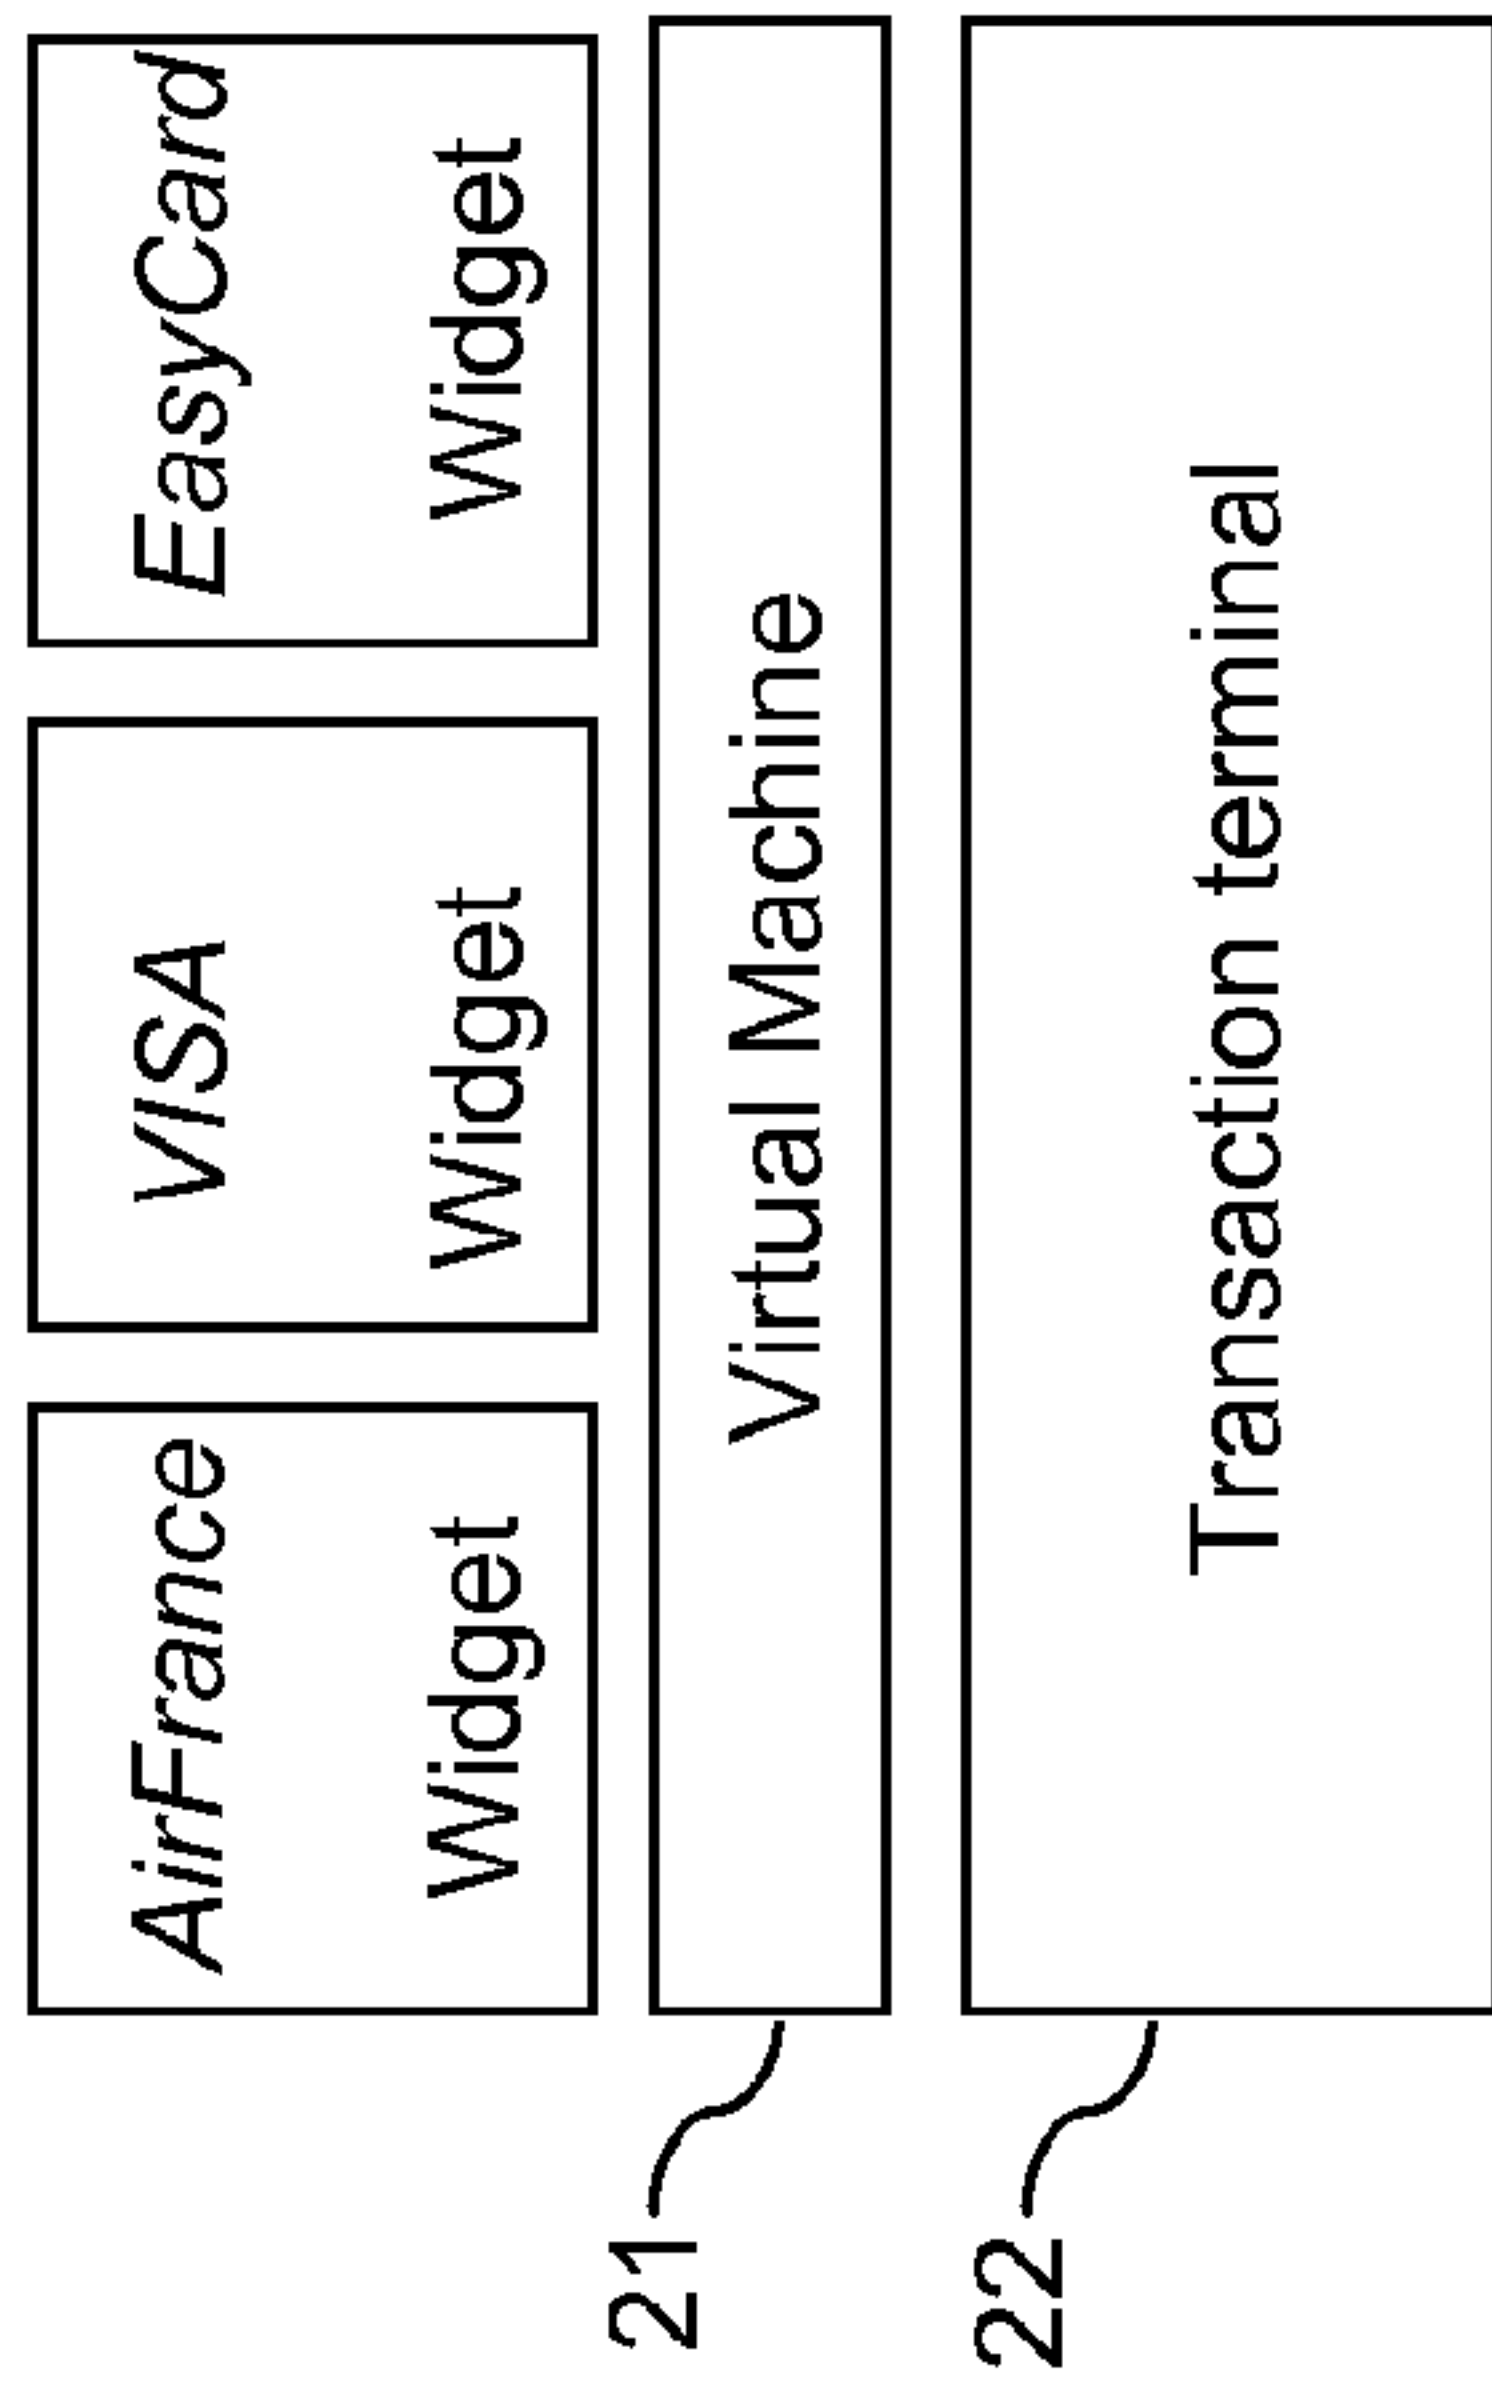 AirFrance
Widget
VISA
Widget
EasyCard
Widget
21
Virtual Machine
22
Transaction terminal